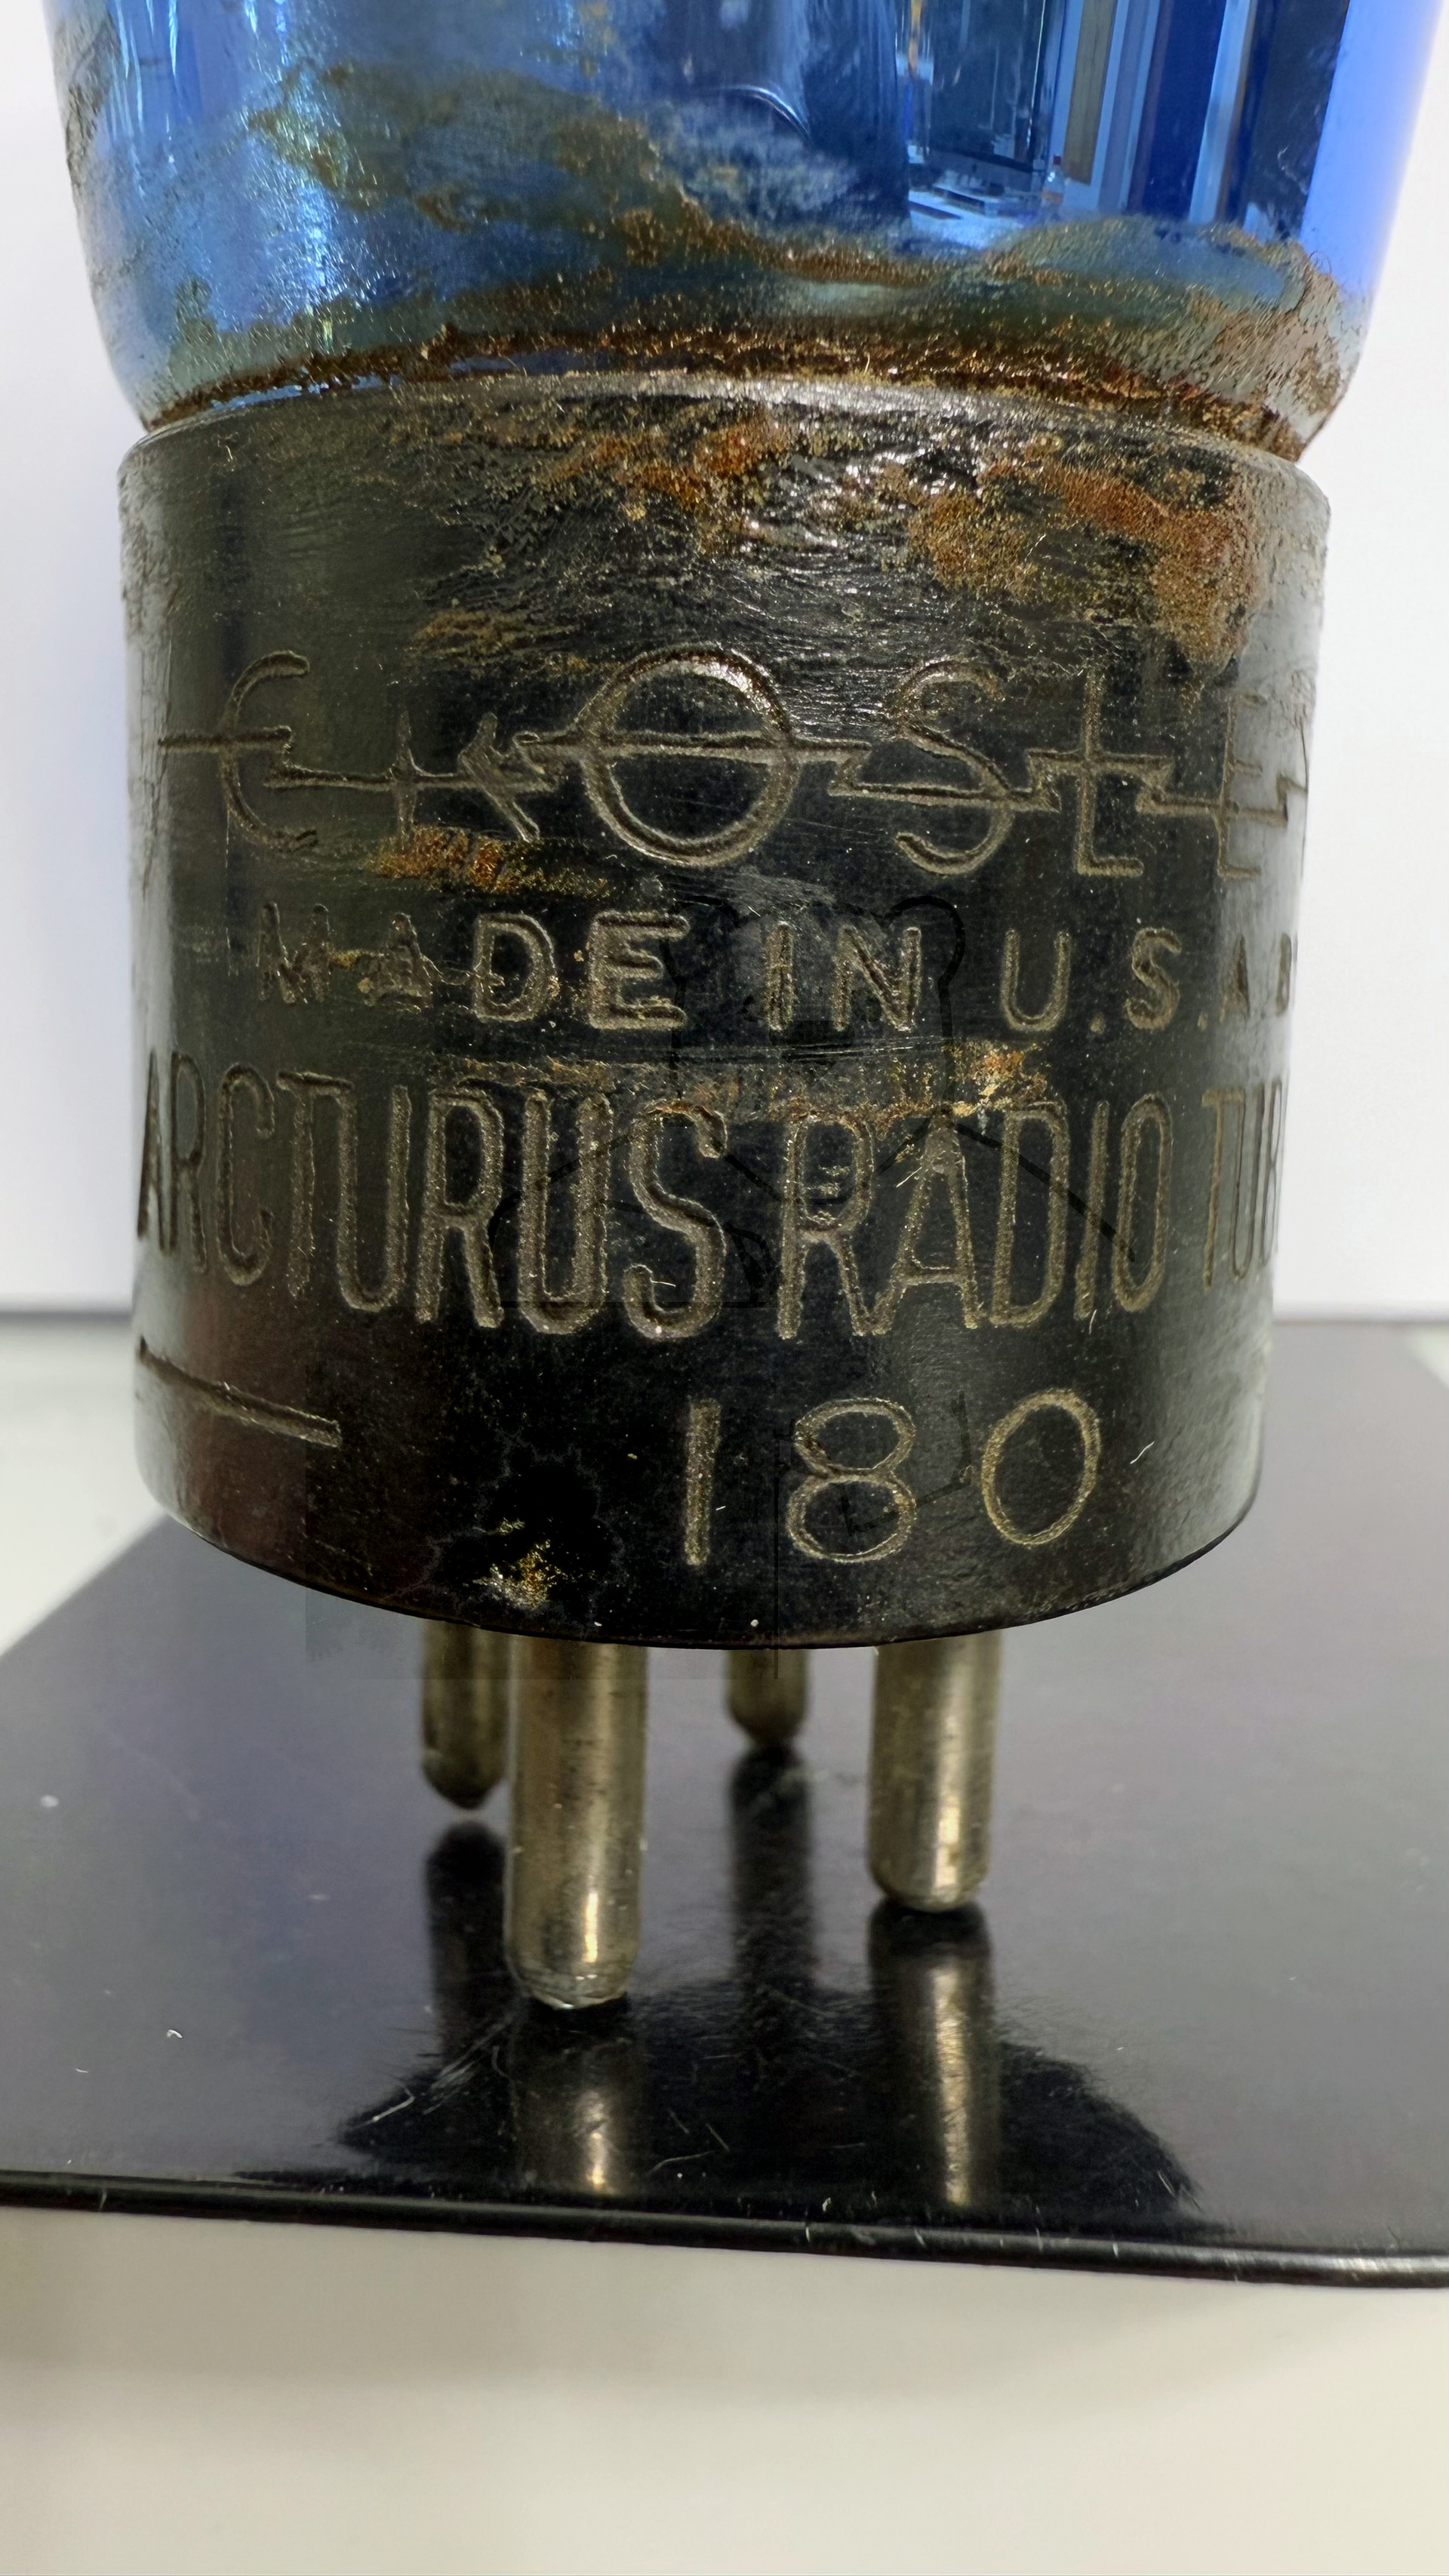 MADE IN U.S.A.
ARCTURUS RADIO TUB
180